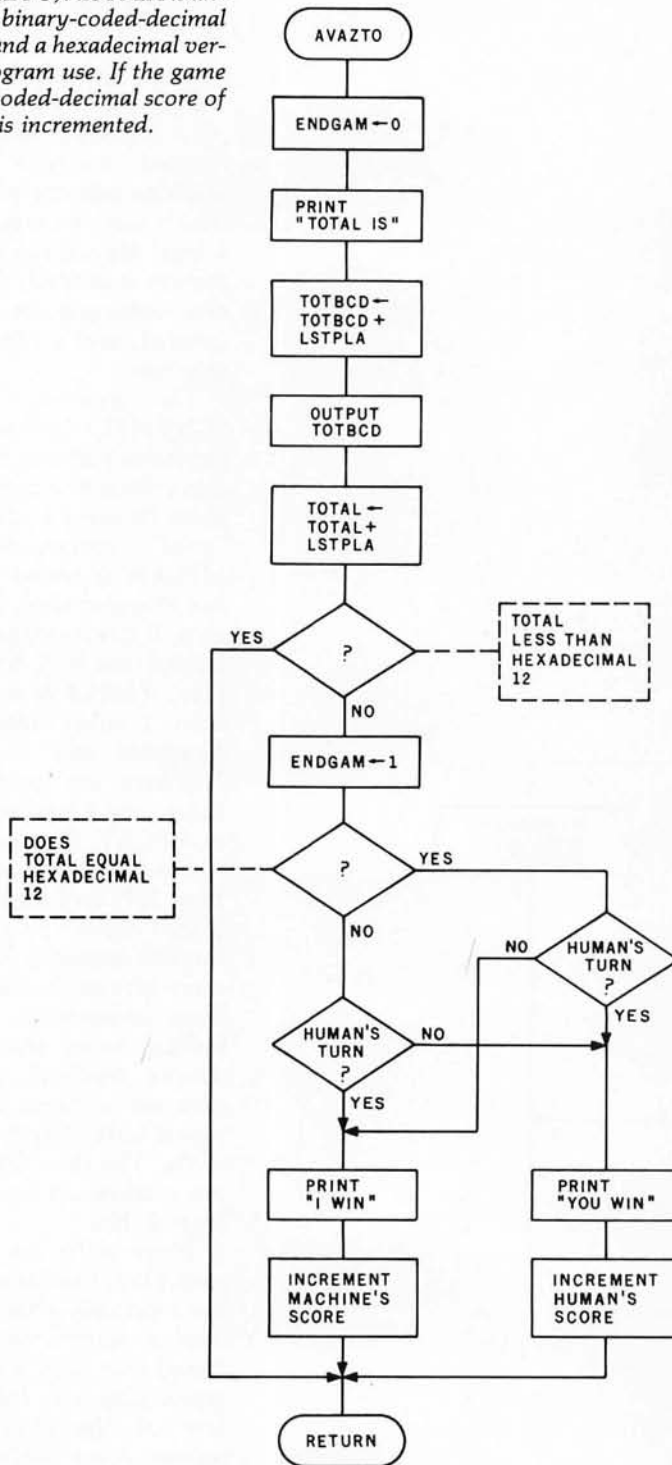 binary-coded-decimal
nd a hexadecimal ver-
ogram use. If the game
oded-decimal score of
is incremented.
AVAZTO
ENDGAM←0
PRINT
"TOTAL IS"
TOTBCD←
TOTBCD+
LSTPLA
OUTPUT
TOTBCD
TOTAL←
TOTAL+
LSTPLA
YES
?
TOTAL
LESS THAN
HEXADECIMAL
12
NO
ENDGAM←1
DOES
TOTAL EQUAL
HEXADECIMAL
12
?
YES
NO
NO
HUMAN'S
TURN
?
YES
HUMAN'S
TURN
?
NO
YES
PRINT
"I WIN"
PRINT
"YOU WIN"
INCREMENT
MACHINE'S
SCORE
INCREMENT
HUMAN'S
SCORE
RETURN